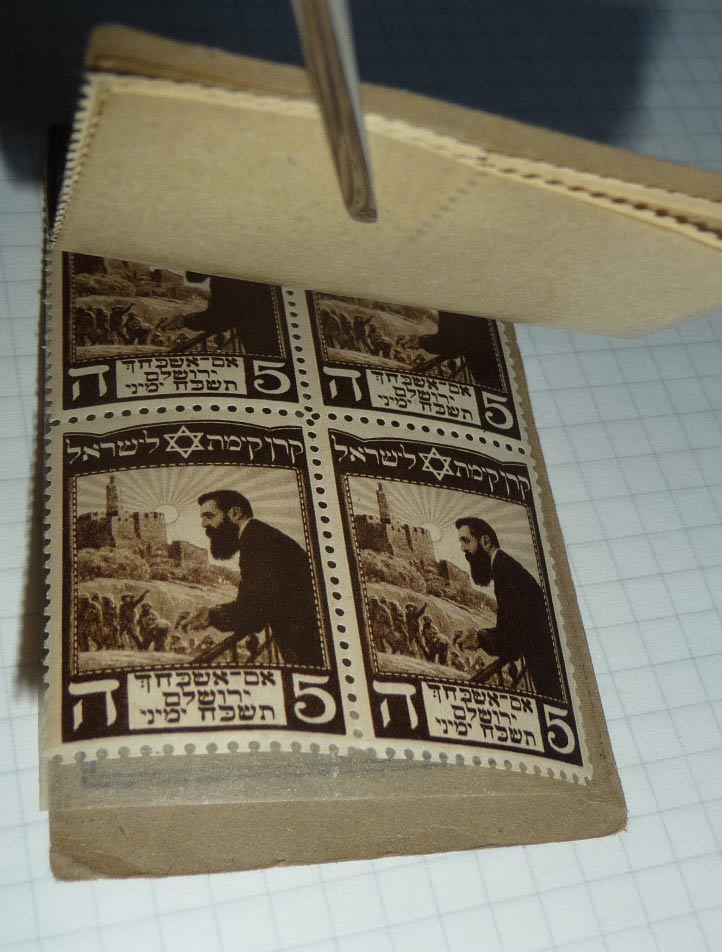 אם־אשכחך
ירושלם
תשכח ימיני
5 ה
אם־אשכחך
ירושלם
תשכח ימיני
5 ה
קרן קימת לישראל
אם־אשכחך
ירושלם
תשכח ימיני
5 ה
קרן קימת לישראל
אם־אשכחך
ירושלם
תשכח ימיני
5 ה